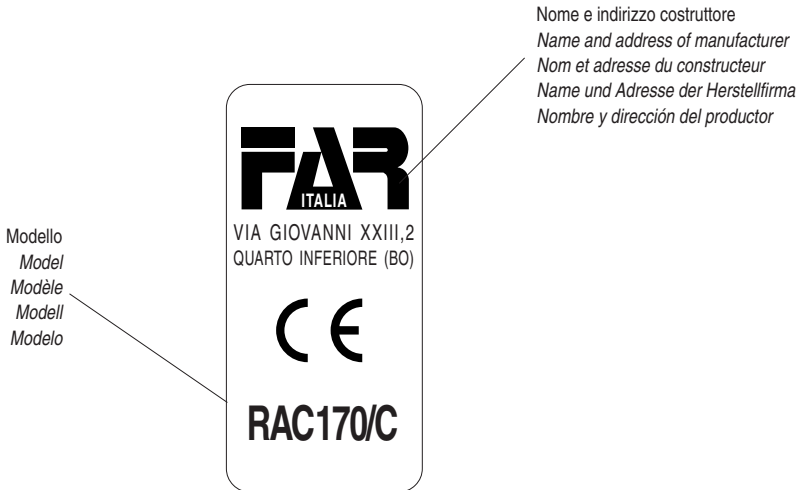 Nome e indirizzo costruttore
Name and address of manufacturer
Nom et adresse du constructeur
Name und Adresse der Herstellfirma
Nombre y dirección del productor
FAR
ITALIA
VIA GIOVANNI XXIII,2
QUARTO INFERIORE (BO)
CE
RAC170/C
Modello
Model
Modèle
Modell
Modelo